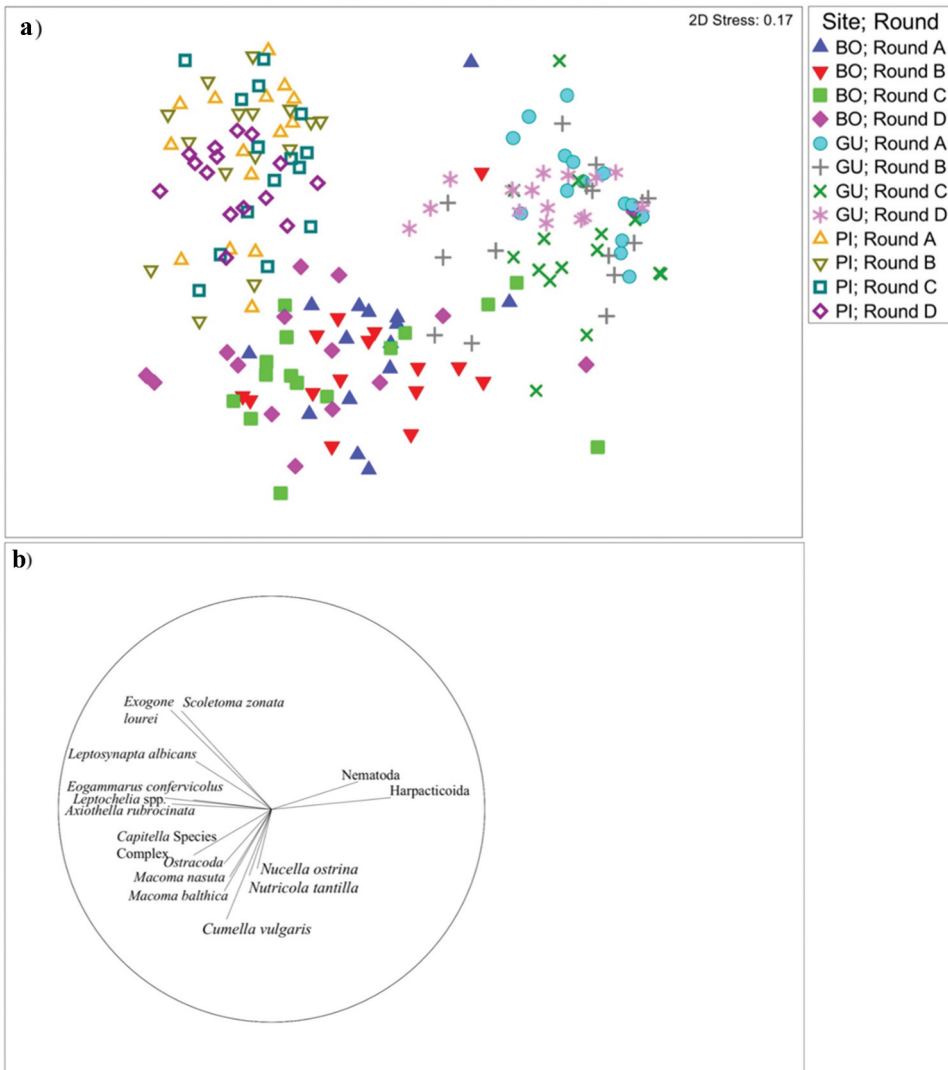 a)
2D Stress: 0.17
Site; Round
BO; Round A
BO; Round B
BO; Round C
BO; Round D
GU; Round A
GU; Round B
GU; Round C
GU; Round D
PI; Round A
PI; Round B
PI; Round C
PI; Round D
b)
Exogone
lourei
Scoletoma zonata
Leptosynapta albicans
Nematoda
Harpacticoida
Eogammarus confervicolus
Leptochelia spp.
Axiothella rubrocinata
Capitella Species
Complex
Ostracoda
Nucella ostrina
Macoma nasuta
Nutricola tantilla
Macoma balthica
Cumella vulgaris